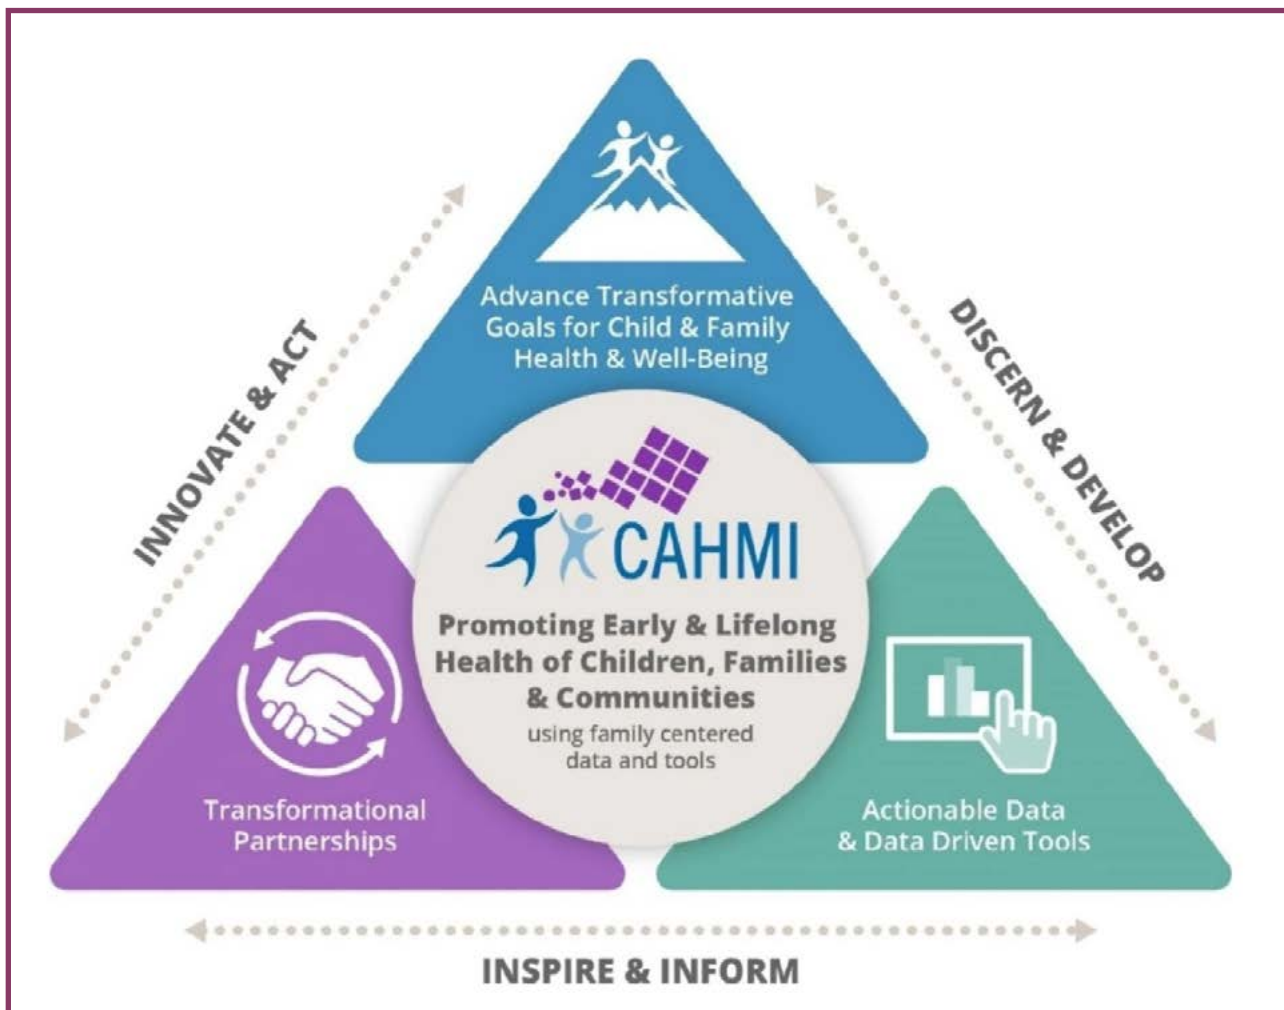 Advance Transformative
Goals for Child & Family
Health & Well-Being
INNOVATE & ACT
DISCERN & DEVELOP
CAHMI
Promoting Early & Lifelong
Health of Children, Families
& Communities
using family centered
data and tools
Transformational
Partnerships
Actionable Data
& Data Driven Tools
INSPIRE & INFORM